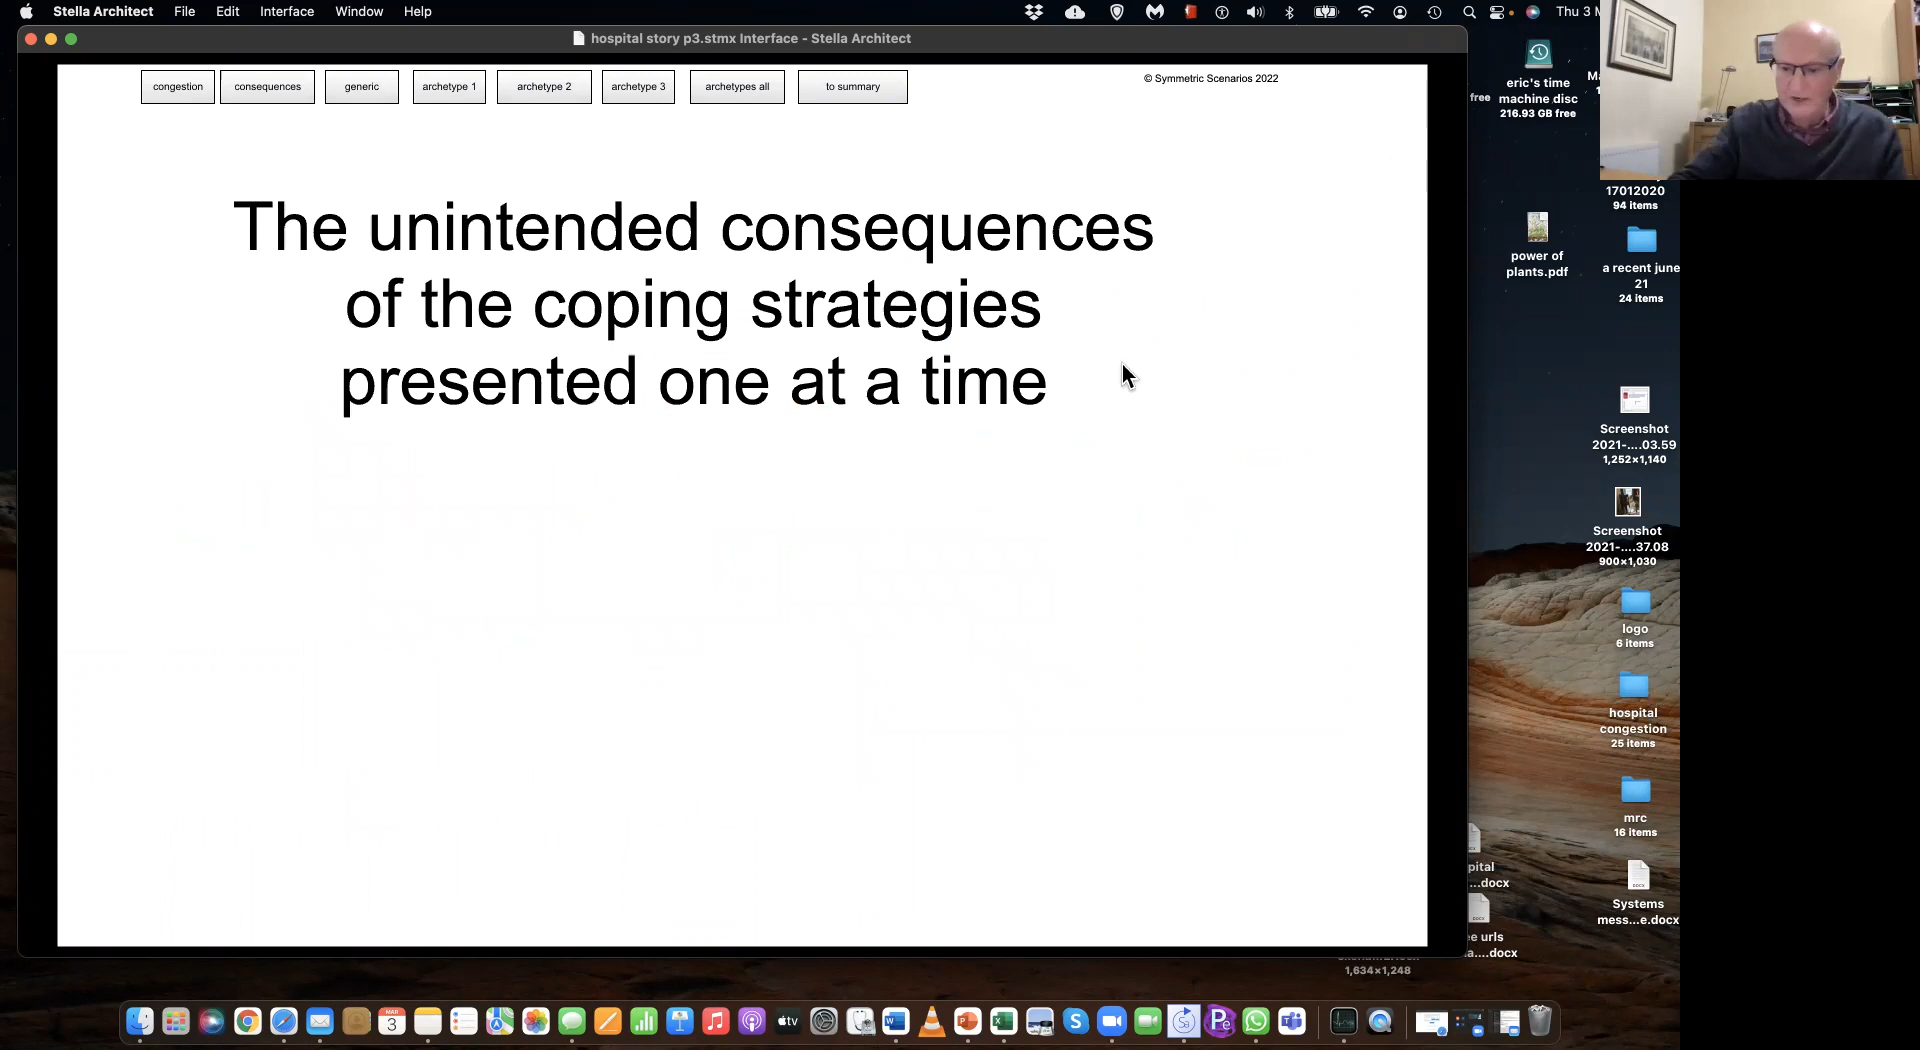 Stella Architect File Edit Interface Window Help
Thu 3 M
hospital story p3.stmx Interface - Stella Architect
congestion consequences generic archetype 1 archetype 2 archetype 3 archetypes all to summary
© Symmetric Scenarios 2022
The unintended consequences
of the coping strategies
presented one at a time
free
eric's time
machine disc
216.93 GB free
17012020
94 items
power of
plants.pdf
a recent june
21
24 items
Screenshot
2021-....03.59
1,252×1,140
Screenshot
2021-....37.08
900×1,030
logo
6 items
hospital
congestion
25 items
mrc
16 items
pital
...docx
Systems
mess...e.docx
ee urls
a....docx
1,634×1,248
MAR
3
tv